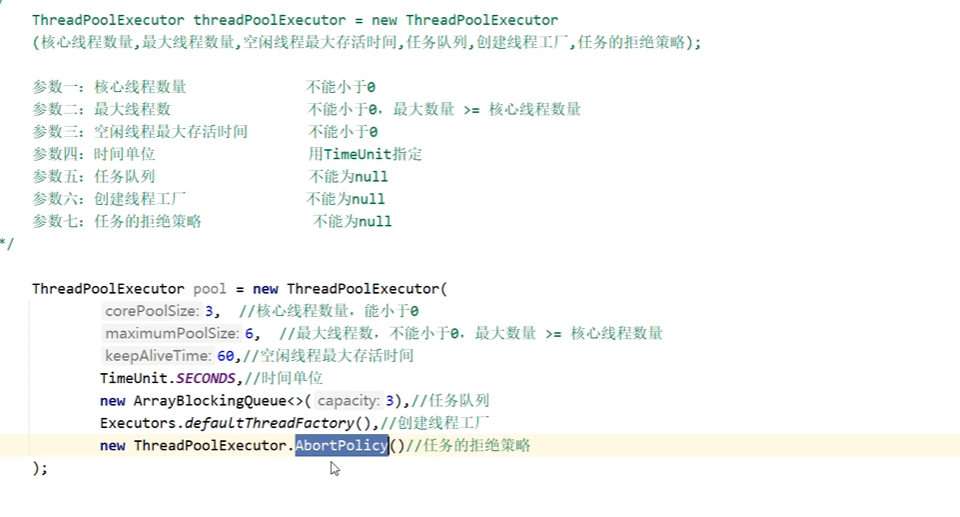 ThreadPoolExecutor threadPoolExecutor = new ThreadPoolExecutor
(核心线程数量,最大线程数量,空闲线程最大存活时间,任务队列,创建线程工厂,任务的拒绝策略);
参数一: 核心线程数量 不能小于0
参数二: 最大线程数 不能小于0, 最大数量 >= 核心线程数量
参数三: 空闲线程最大存活时间 不能小于0
参数四: 时间单位 用TimeUnit指定
参数五: 任务队列 不能为null
参数六: 创建线程工厂 不能为null
参数七: 任务的拒绝策略 不能为null
*/
ThreadPoolExecutor pool = new ThreadPoolExecutor(
corePoolSize: 3, //核心线程数量, 能小于0
maximumPoolSize: 6, //最大线程数, 不能小于0, 最大数量 >= 核心线程数量
keepAliveTime: 60,//空闲线程最大存活时间
TimeUnit.SECONDS,//时间单位
new ArrayBlockingQueue<>( capacity: 3),//任务队列
Executors.defaultThreadFactory(),//创建线程工厂
new ThreadPoolExecutor.AbortPolicy()//任务的拒绝策略
);